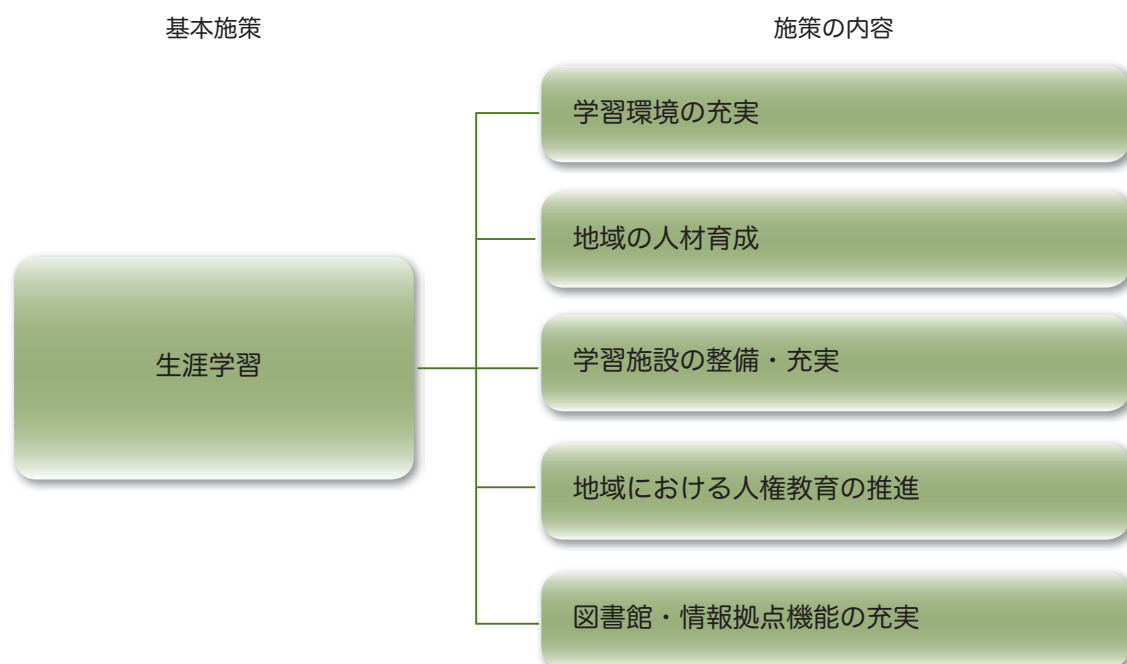 基本施策
施策の内容
学習環境の充実
地域の人材育成
学習施設の整備・充実
生涯学習
地域における人権教育の推進
図書館・情報拠点機能の充実